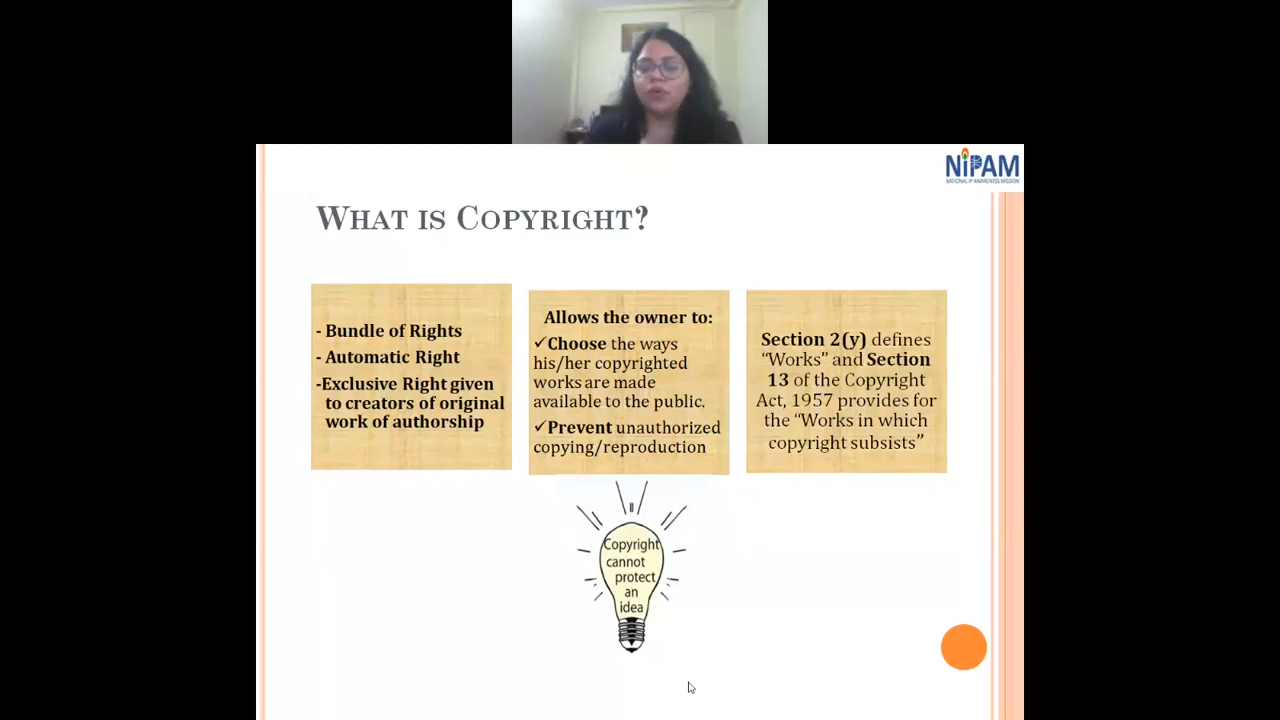 NiPAM
NATIONAL IP AWARENESS MISSION
WHAT IS COPYRIGHT?
- Bundle of Rights
- Automatic Right
-Exclusive Right given
to creators of original
work of authorship
Allows the owner to:
✓Choose the ways
his/her copyrighted
works are made
available to the public.
✓Prevent unauthorized
copying/reproduction
Section 2(y) defines
“Works” and Section
13 of the Copyright
Act, 1957 provides for
the “Works in which
copyright subsists”
Copyright
cannot
protect
an
idea